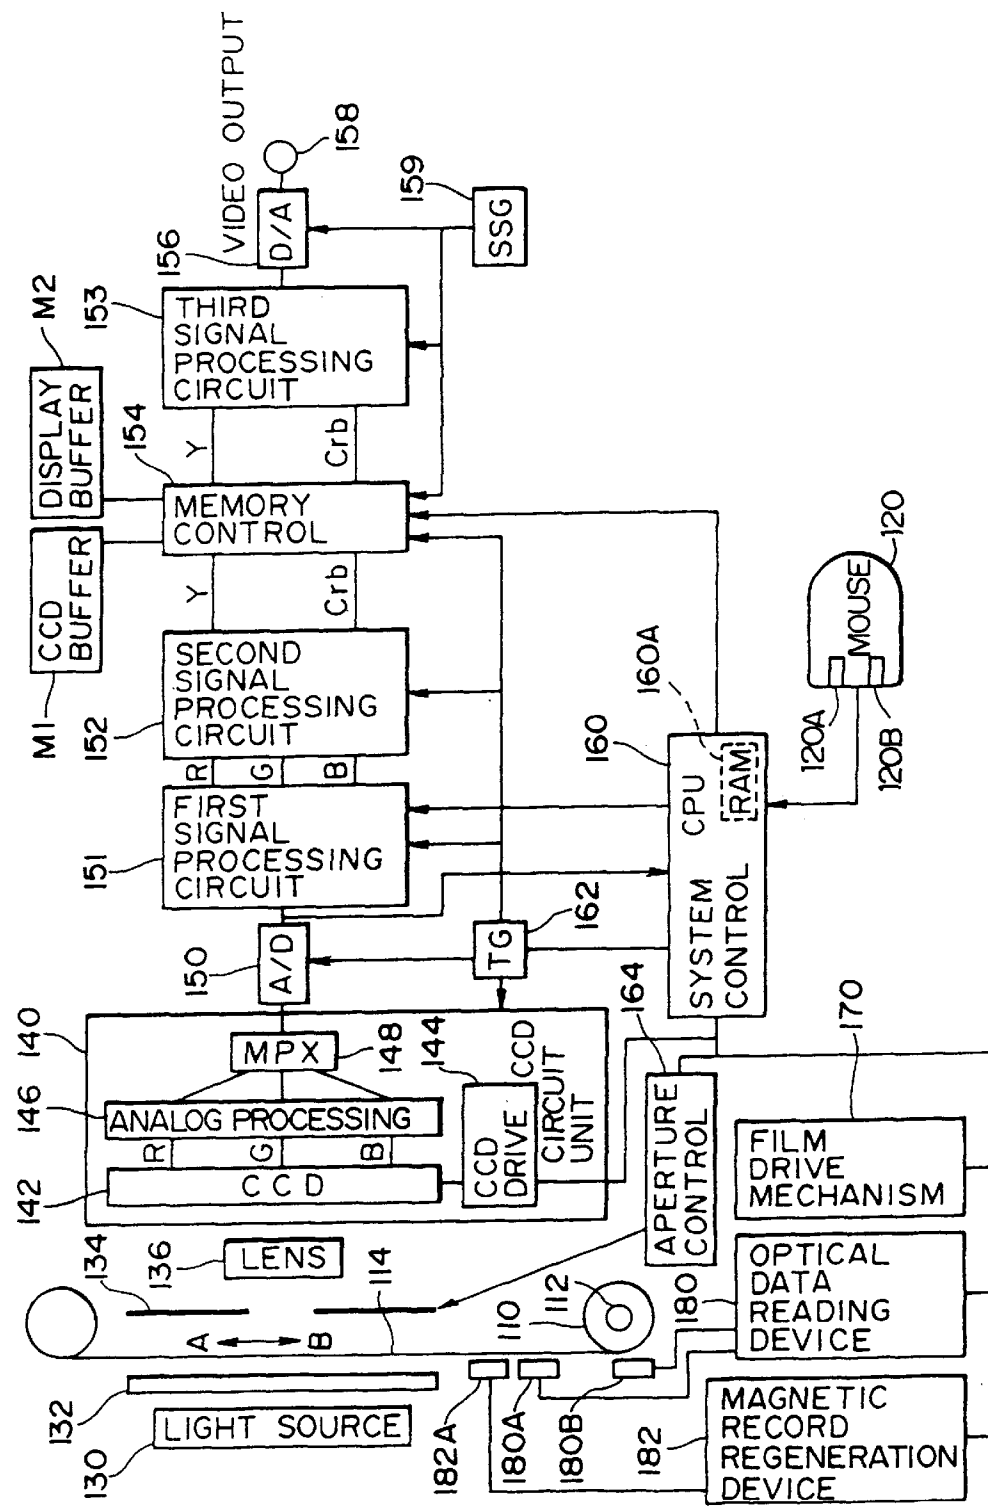 VIDEO OUTPUT
M1
CCD
BUFFER
DISPLAY
BUFFER
M2
140
146
142
ANALOG PROCESSING
R
G
B
CCD
MPX
148
144
CCD DRIVE
CCD
CIRCUIT
UNIT
150
A/D
151
FIRST
SIGNAL
PROCESSING
CIRCUIT
R
G
B
152
SECOND
SIGNAL
PROCESSING
CIRCUIT
Y
Crb
154
MEMORY
CONTROL
Y
Crb
153
THIRD
SIGNAL
PROCESSING
CIRCUIT
156
D/A
158
159
SSG
130
LIGHT SOURCE
132
134
136
LENS
A
B
114
110
112
182A
180A
180B
162
TG
164
APERTURE
CONTROL
160
160A
SYSTEM
CONTROL
CPU
RAM
120
MOUSE
120A
120B
182
MAGNETIC
RECORD
REGENERATION
DEVICE
180
OPTICAL
DATA
READING
DEVICE
170
FILM
DRIVE
MECHANISM